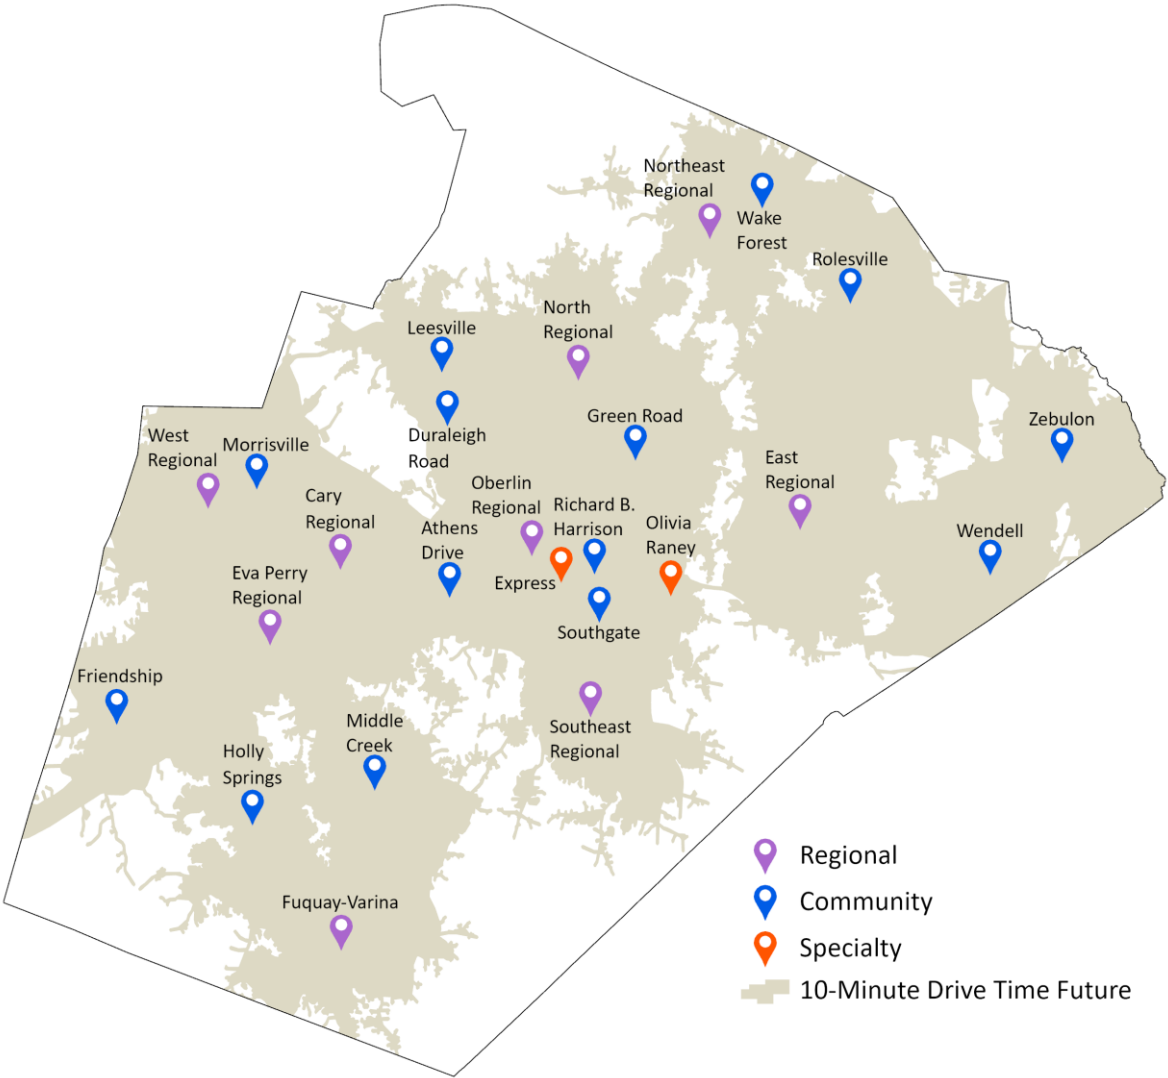 Northeast
Regional
Wake
Forest
Rolesville
North
Regional
Leesville
Duraleigh
Road
Green Road
Zebulon
West
Regional
Morrisville
East
Regional
Cary
Regional
Oberlin
Regional
Richard B.
Harrison
Athens
Drive
Olivia
Raney
Wendell
Express
Eva Perry
Regional
Southgate
Friendship
Middle
Creek
Southeast
Regional
Holly
Springs
Fuquay-Varina
Regional
Community
Specialty
10-Minute Drive Time Future